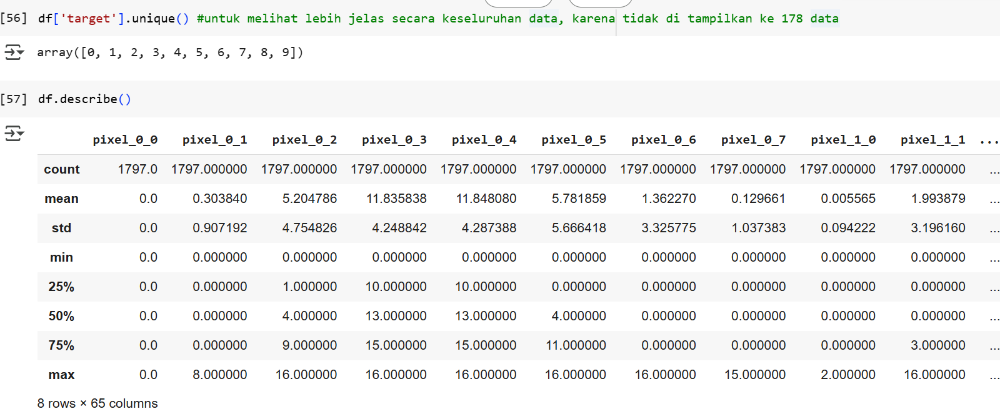 [56] df['target'].unique() #untuk melihat lebih jelas secara keseluruhan data, karena tidak di tampilkan ke 178 data
array([0, 1, 2, 3, 4, 5, 6, 7, 8, 9])
[57] df.describe()
pixel_0_0 pixel_0_1 pixel_0_2 pixel_0_3 pixel_0_4 pixel_0_5 pixel_0_6 pixel_0_7 pixel_1_0 pixel_1_1 ...
count 1797.0 1797.000000 1797.000000 1797.000000 1797.000000 1797.000000 1797.000000 1797.000000 1797.000000 1797.000000 ...
mean 0.0 0.303840 5.204786 11.835838 11.848080 5.781859 1.362270 0.129661 0.005565 1.993879 ...
std 0.0 0.907192 4.754826 4.248842 4.287388 5.666418 3.325775 1.037383 0.094222 3.196160 ...
min 0.0 0.000000 0.000000 0.000000 0.000000 0.000000 0.000000 0.000000 0.000000 0.000000 ...
25% 0.0 0.000000 1.000000 10.000000 10.000000 0.000000 0.000000 0.000000 0.000000 0.000000 ...
50% 0.0 0.000000 4.000000 13.000000 13.000000 4.000000 0.000000 0.000000 0.000000 0.000000 ...
75% 0.0 0.000000 9.000000 15.000000 15.000000 11.000000 0.000000 0.000000 0.000000 3.000000 ...
max 0.0 8.000000 16.000000 16.000000 16.000000 16.000000 16.000000 15.000000 2.000000 16.000000 ...
8 rows × 65 columns